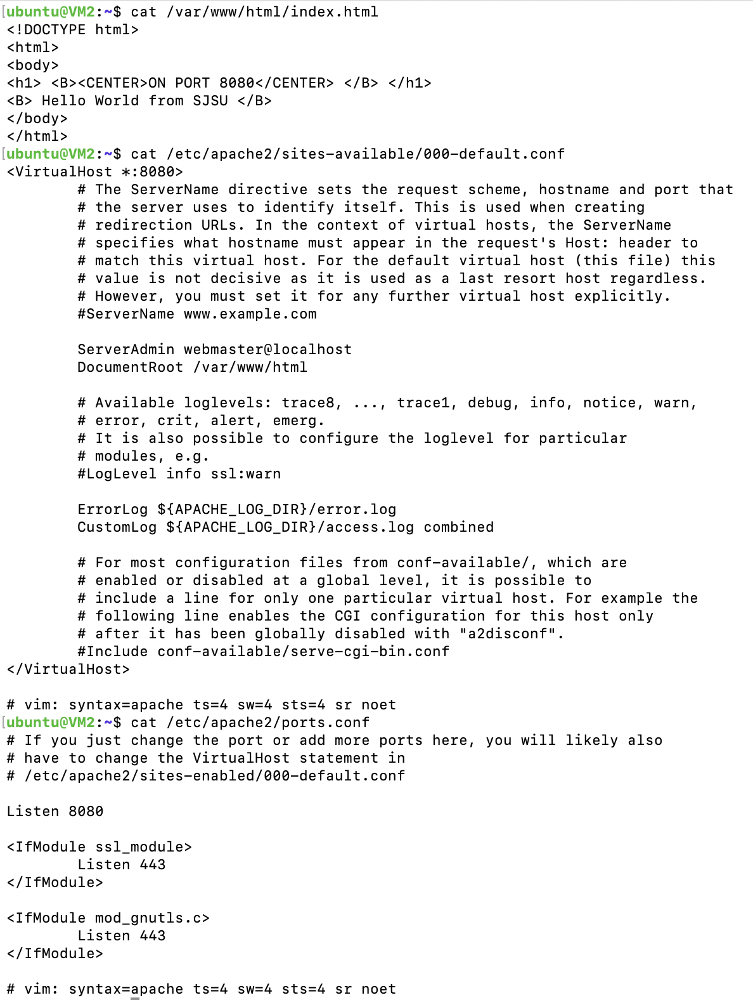 [ubuntu@VM2:~$ cat /var/www/html/index.html
<!DOCTYPE html>
<html>
<body>
<h1> <B><CENTER>ON PORT 8080</CENTER> </B> </h1>
<B> Hello World from SJSU </B>
</body>
</html>
[ubuntu@VM2:~$ cat /etc/apache2/sites-available/000-default.conf
<VirtualHost *:8080>
        # The ServerName directive sets the request scheme, hostname and port that
        # the server uses to identify itself. This is used when creating
        # redirection URLs. In the context of virtual hosts, the ServerName
        # specifies what hostname must appear in the request's Host: header to
        # match this virtual host. For the default virtual host (this file) this
        # value is not decisive as it is used as a last resort host regardless.
        # However, you must set it for any further virtual host explicitly.
        #ServerName www.example.com

        ServerAdmin webmaster@localhost
        DocumentRoot /var/www/html

        # Available loglevels: trace8, ..., trace1, debug, info, notice, warn,
        # error, crit, alert, emerg.
        # It is also possible to configure the loglevel for particular
        # modules, e.g.
        #LogLevel info ssl:warn

        ErrorLog ${APACHE_LOG_DIR}/error.log
        CustomLog ${APACHE_LOG_DIR}/access.log combined

        # For most configuration files from conf-available/, which are
        # enabled or disabled at a global level, it is possible to
        # include a line for only one particular virtual host. For example the
        # following line enables the CGI configuration for this host only
        # after it has been globally disabled with "a2disconf".
        #Include conf-available/serve-cgi-bin.conf
</VirtualHost>

# vim: syntax=apache ts=4 sw=4 sts=4 sr noet
[ubuntu@VM2:~$ cat /etc/apache2/ports.conf
# If you just change the port or add more ports here, you will likely also
# have to change the VirtualHost statement in
# /etc/apache2/sites-enabled/000-default.conf

Listen 8080

<IfModule ssl_module>
        Listen 443
</IfModule>

<IfModule mod_gnutls.c>
        Listen 443
</IfModule>

# vim: syntax=apache ts=4 sw=4 sts=4 sr noet